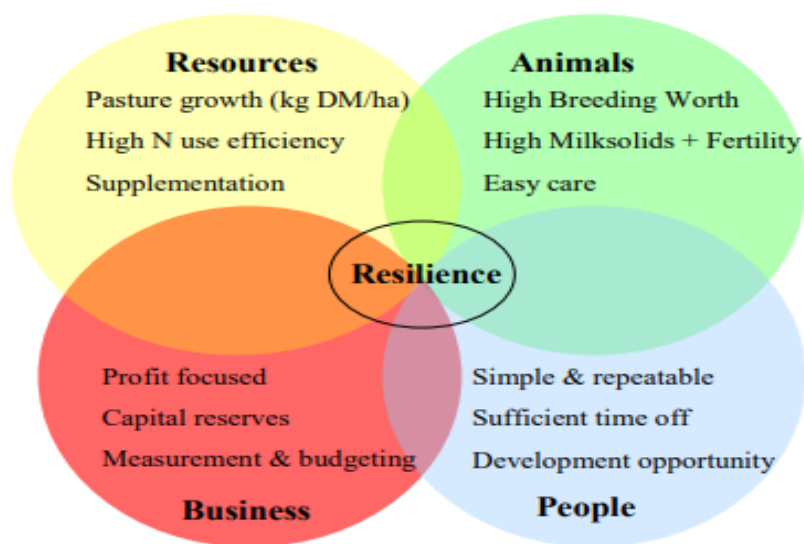 Resources
Pasture growth (kg DM/ha)
High N use efficiency
Supplementation
Animals
High Breeding Worth
High Milksolids + Fertility
Easy care
Resilience
Profit focused
Capital reserves
Measurement & budgeting
Business
Simple & repeatable
Sufficient time off
Development opportunity
People